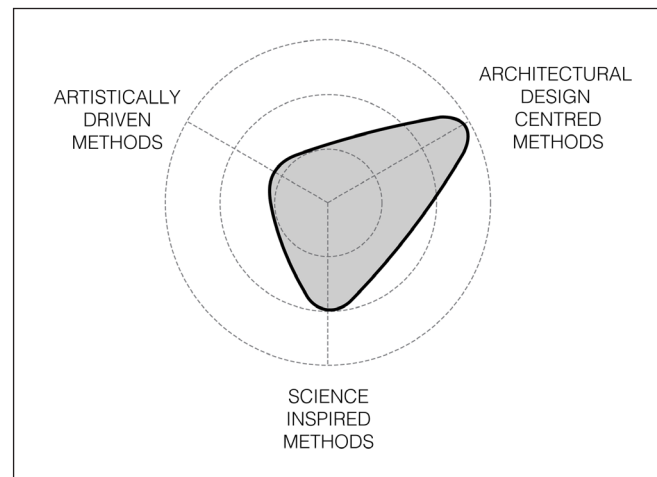 ARTISTICALLY
DRIVEN
METHODS
ARCHITECTURAL
DESIGN
CENTRED
METHODS
SCIENCE
INSPIRED
METHODS